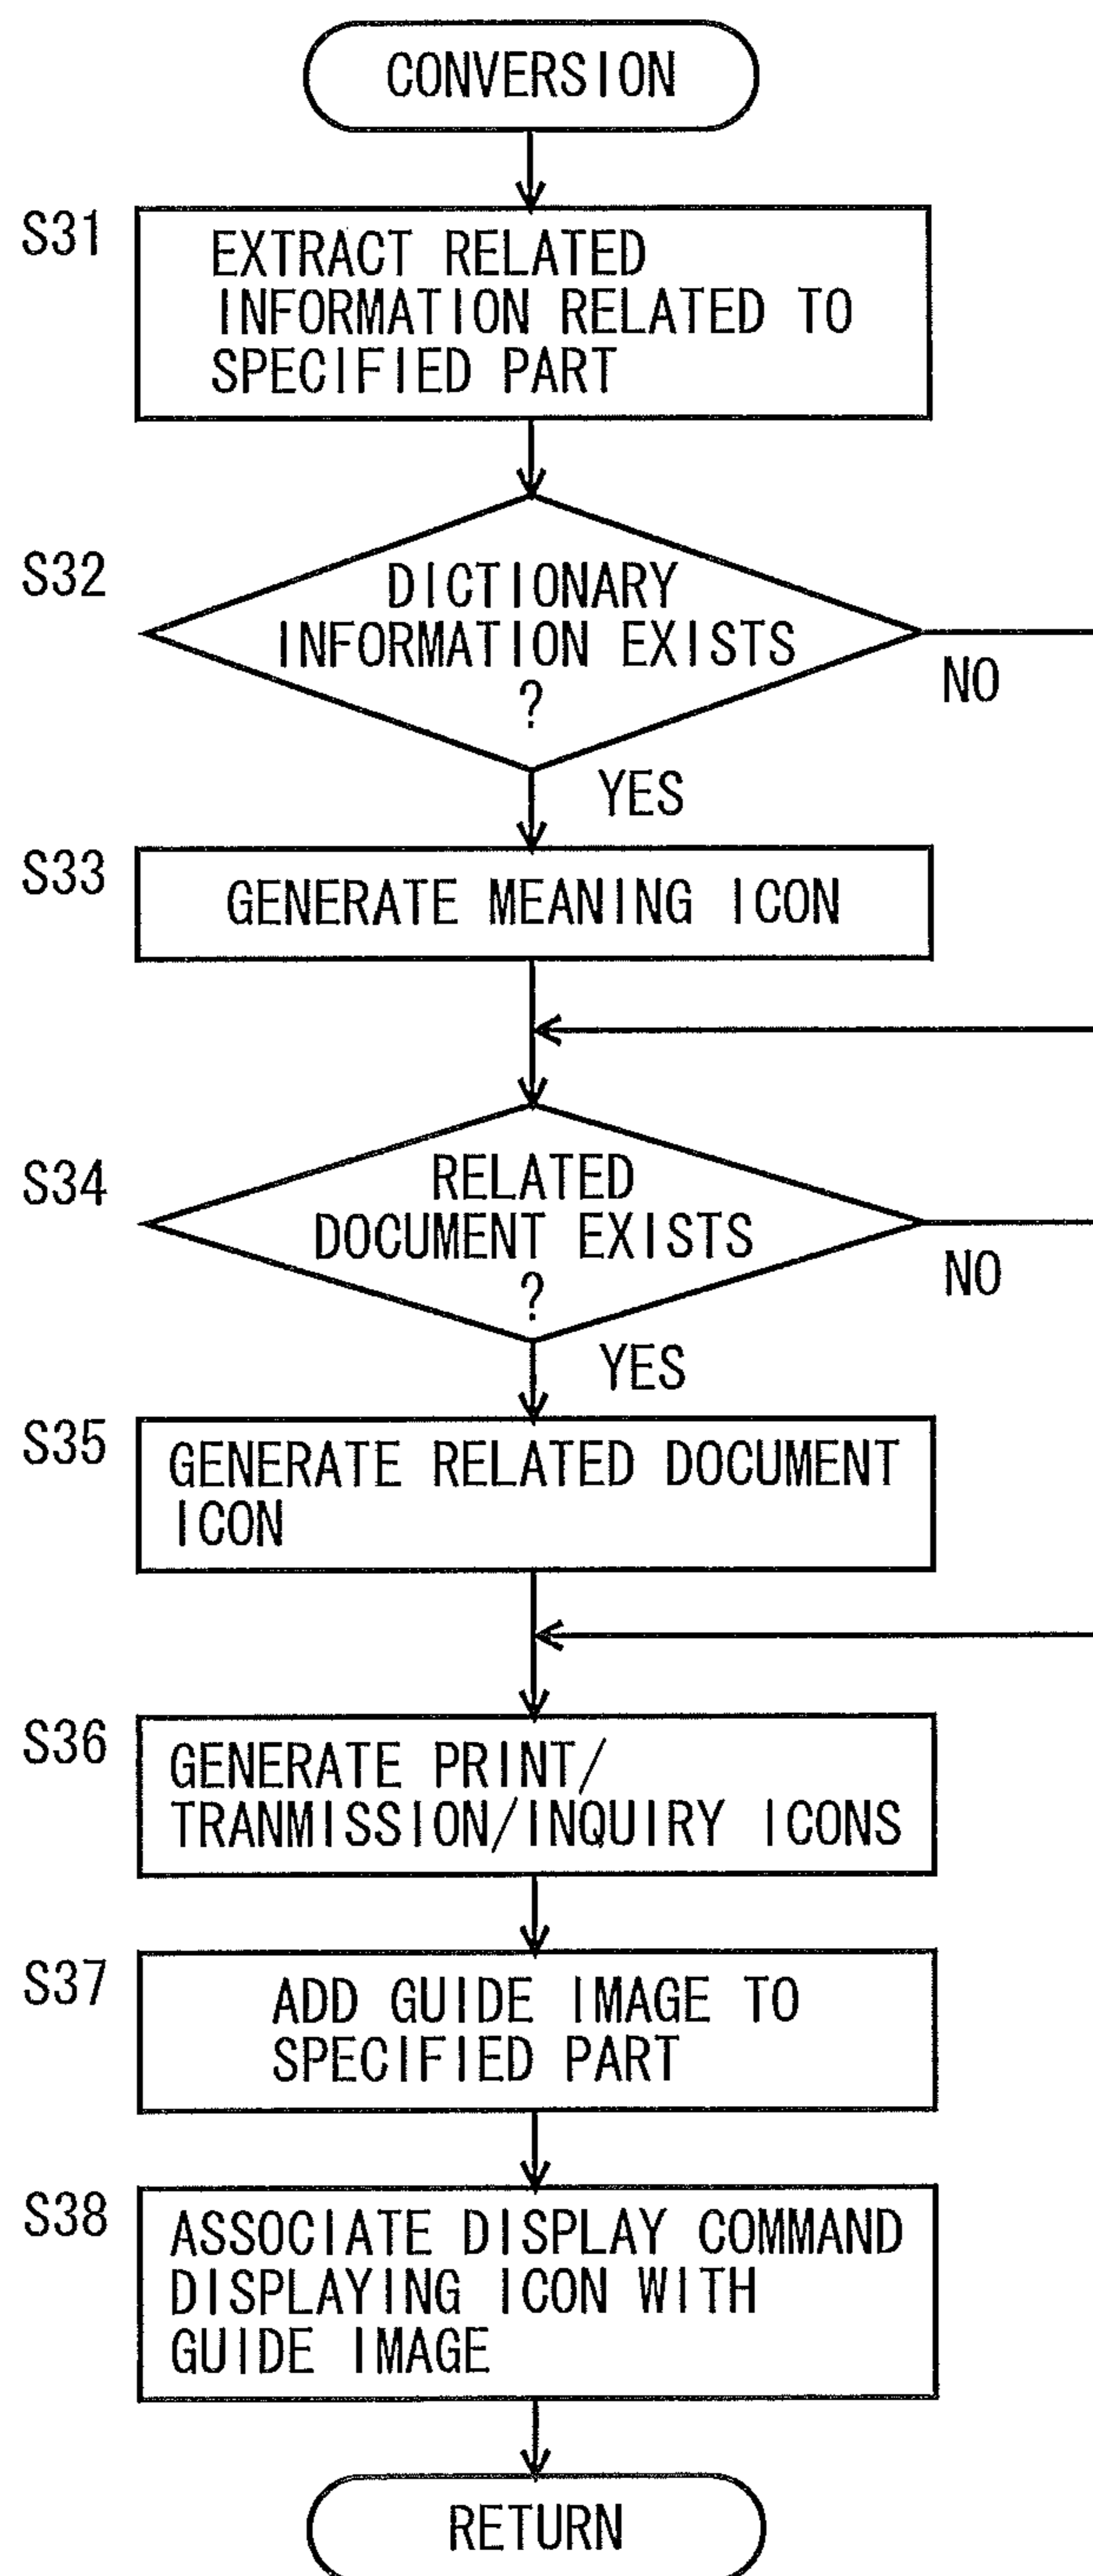 CONVERSION
S31
EXTRACT RELATED
INFORMATION RELATED TO
SPECIFIED PART
S32
DICTIONARY
INFORMATION EXISTS
?
NO
YES
S33
GENERATE MEANING ICON
S34
RELATED
DOCUMENT EXISTS
?
NO
YES
S35
GENERATE RELATED DOCUMENT
ICON
S36
GENERATE PRINT/
TRANMISSION/INQUIRY ICONS
S37
ADD GUIDE IMAGE TO
SPECIFIED PART
S38
ASSOCIATE DISPLAY COMMAND
DISPLAYING ICON WITH
GUIDE IMAGE
RETURN